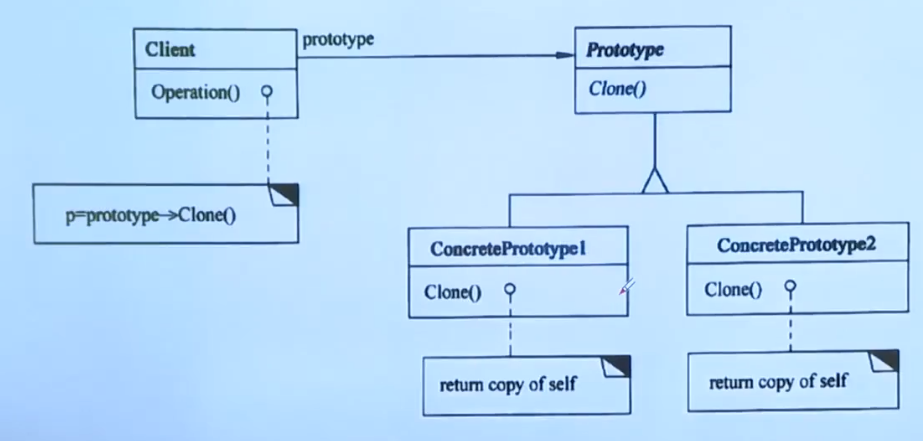 Client
prototype
Prototype
Operation()
Clone()
p=prototype->Clone()
ConcretePrototype1
ConcretePrototype2
Clone()
Clone()
return copy of self
return copy of self